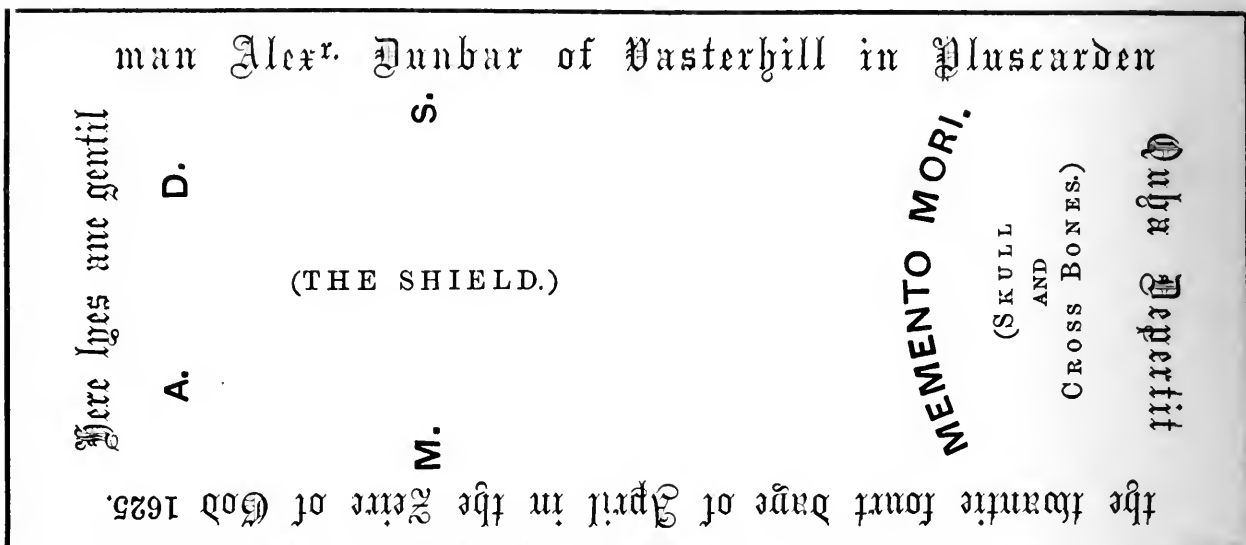 Here lyes ane gentil
man Alexr. Dunbar of Vasterhill in Pluscarden
Quha Depertit
the twantie fourt daye of April in the Zeire of God 1625.
A. D.
M. S.
(THE SHIELD.)
MEMENTO MORI.
(SKULL
AND
CROSS BONES.)